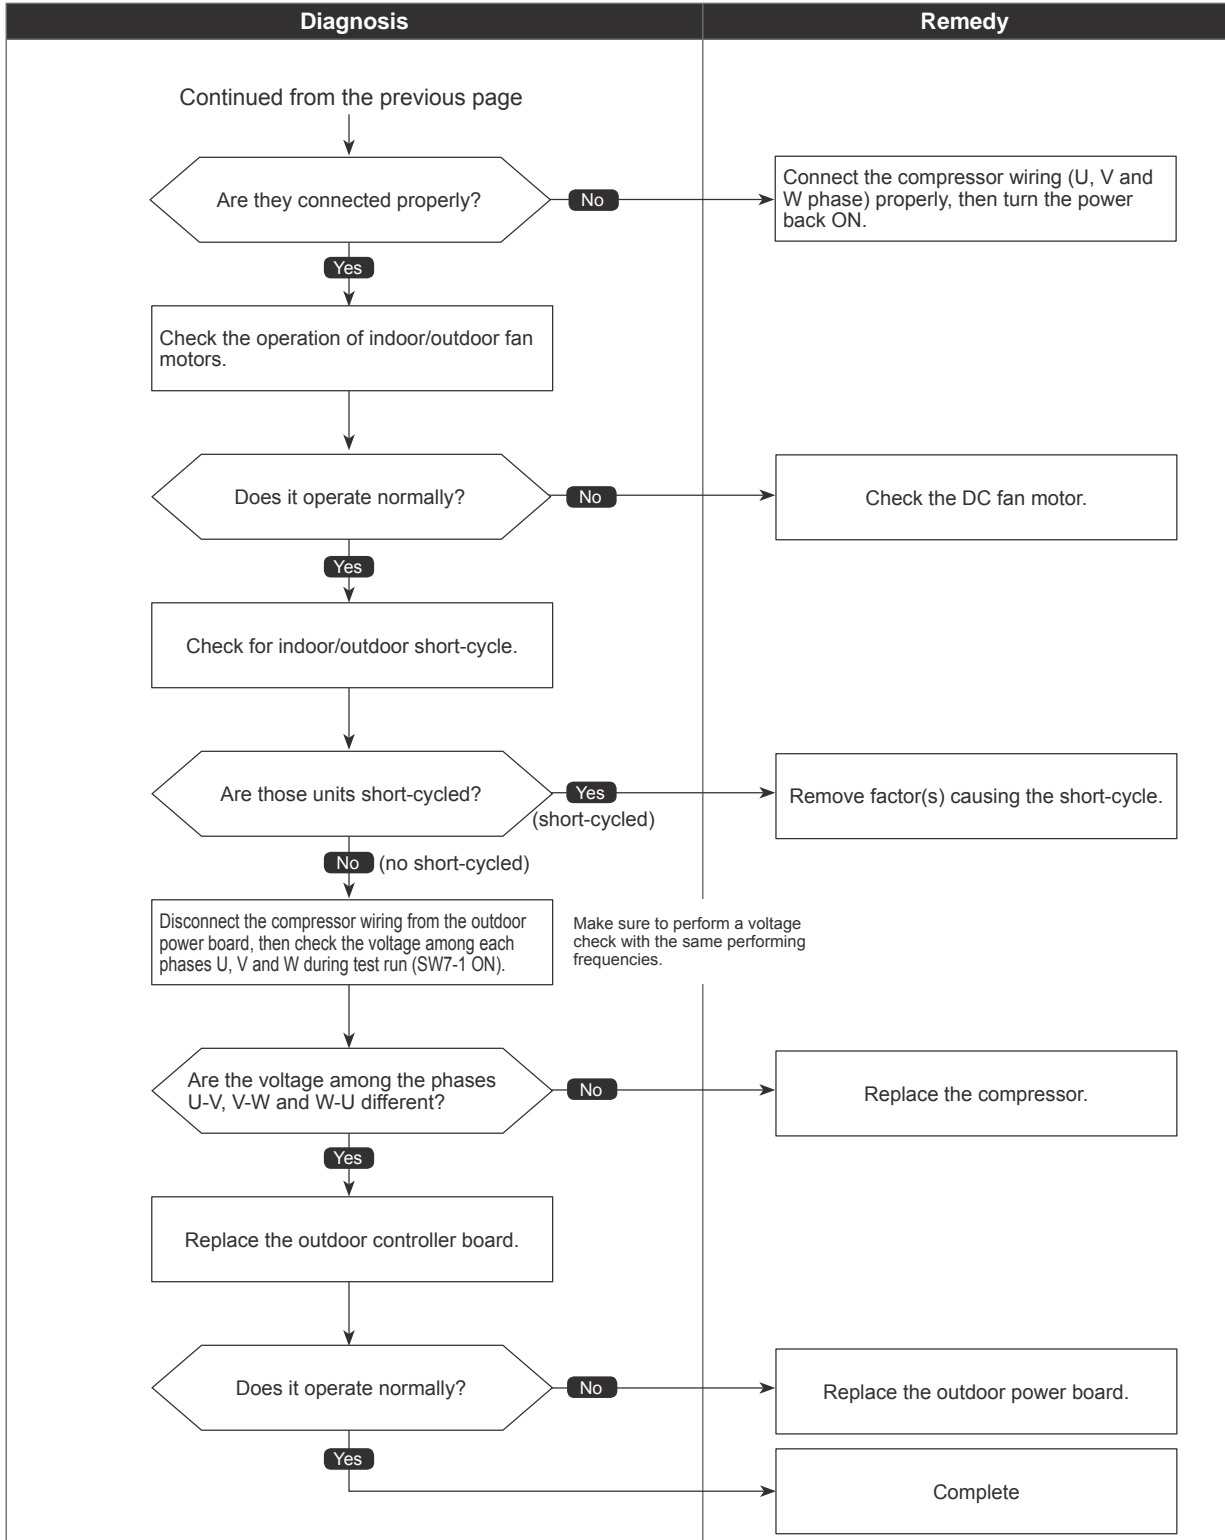 Diagnosis
Remedy
Continued from the previous page
Are they connected properly?
No
Connect the compressor wiring (U, V and
W phase) properly, then turn the power
back ON.
Yes
Check the operation of indoor/outdoor fan
motors.
Does it operate normally?
No
Check the DC fan motor.
Yes
Check for indoor/outdoor short-cycle.
Are those units short-cycled?
Yes
(short-cycled)
Remove factor(s) causing the short-cycle.
No (no short-cycled)
Disconnect the compressor wiring from the outdoor
power board, then check the voltage among each
phases U, V and W during test run (SW7-1 ON).
Make sure to perform a voltage
check with the same performing
frequencies.
Are the voltage among the phases
U-V, V-W and W-U different?
No
Replace the compressor.
Yes
Replace the outdoor controller board.
Does it operate normally?
No
Replace the outdoor power board.
Yes
Complete